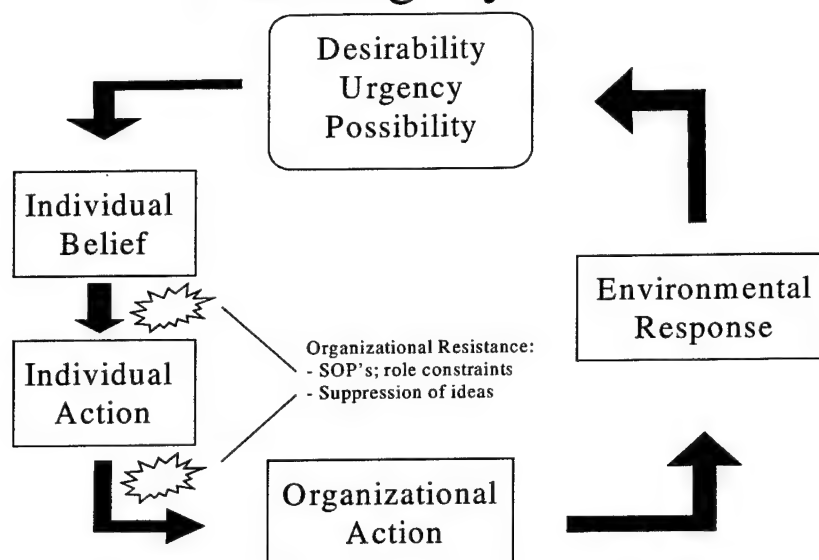 Desirability
Urgency
Possibility
Individual
Belief
Individual
Action
Organizational Resistance:
- SOP's; role constraints
- Suppression of ideas
Organizational
Action
Environmental
Response